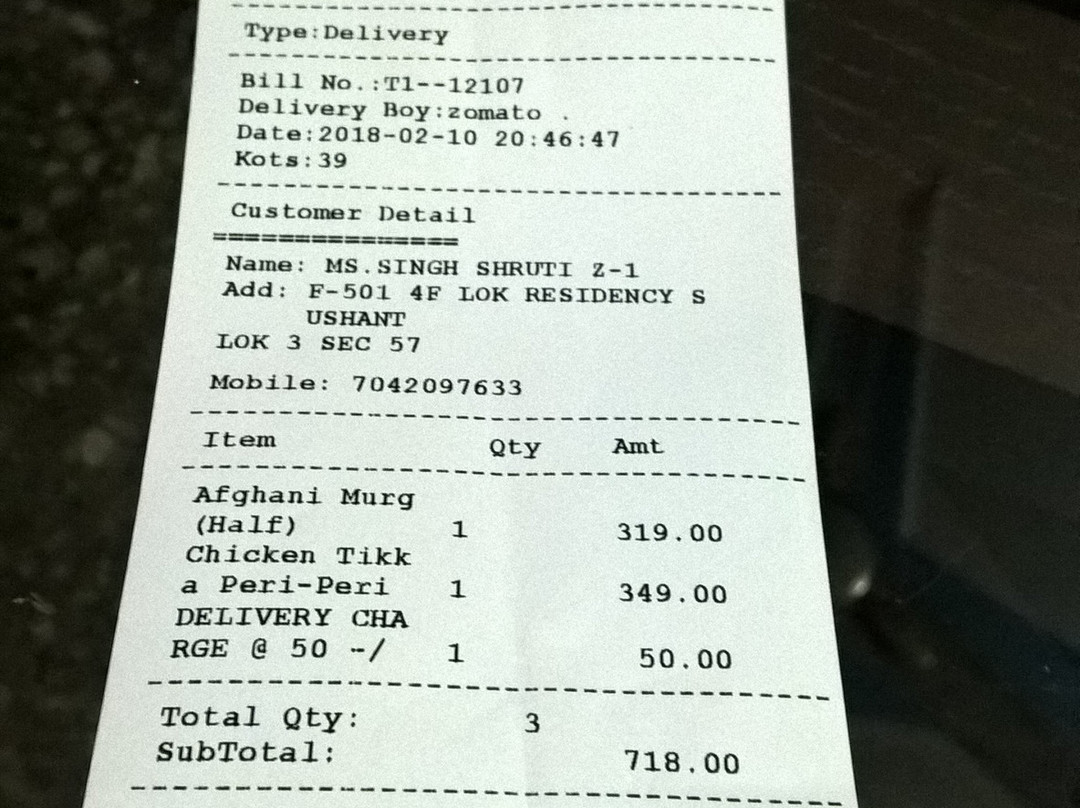 Type:Delivery
Bill No.:T1--12107
Delivery Boy:zomato .
Date:2018-02-10 20:46:47
Kots:39
Customer Detail
===============
Name: MS.SINGH SHRUTI Z-1
Add: F-501 4F LOK RESIDENCY S
USHANT
LOK 3 SEC 57
Mobile: 7042097633
Item Qty Amt
Afghani Murg
(Half) 1 319.00
Chicken Tikk
a Peri-Peri 1 349.00
DELIVERY CHA
RGE @ 50 -/ 1 50.00
Total Qty: 3
SubTotal: 718.00